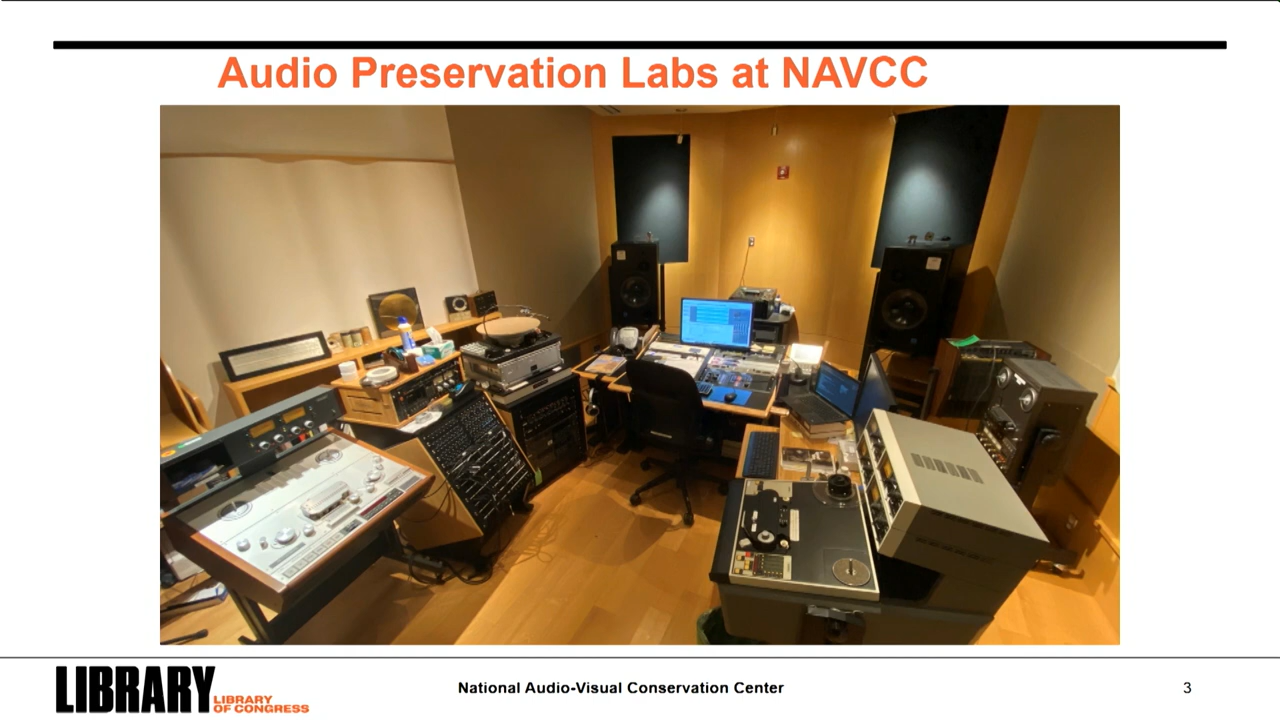 Audio Preservation Labs at NAVCC
LIBRARY
LIBRARY
OF CONGRESS
National Audio-Visual Conservation Center
3